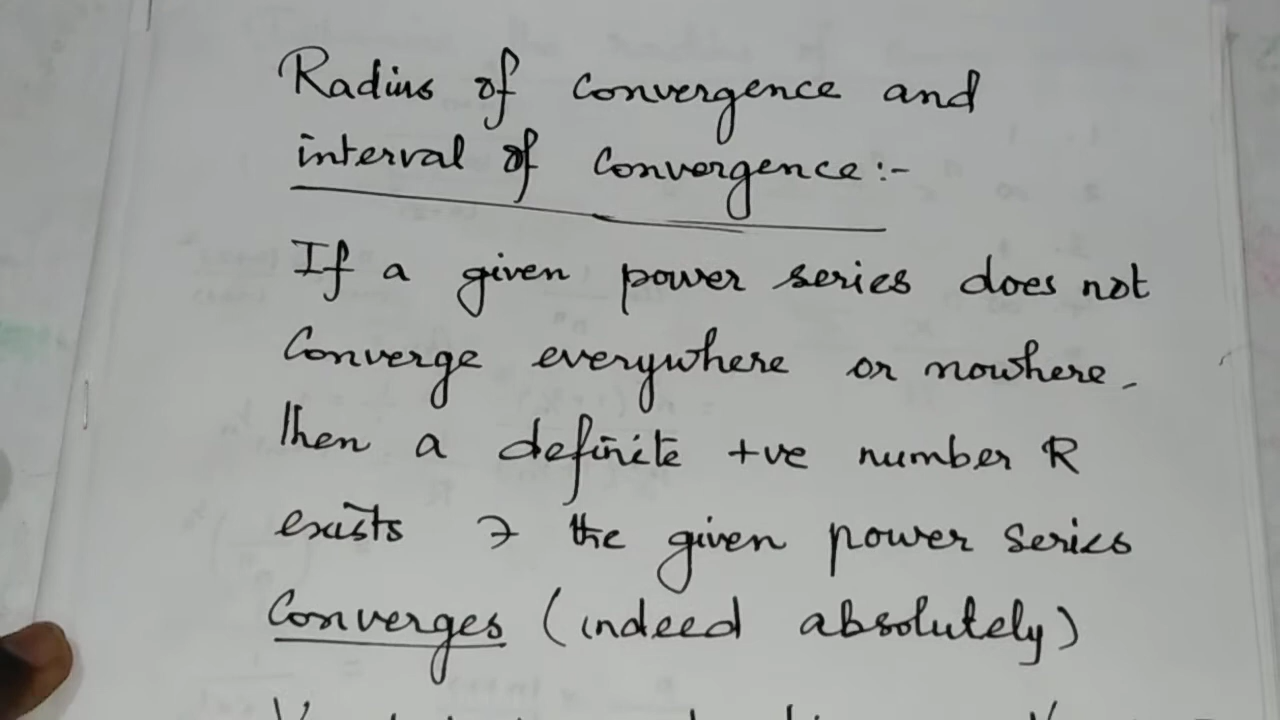 Radius of convergence and
interval of convergence:-
If a given power series does not
Converge everywhere or nowhere.
then a definite +ve number R
exists ∋ the given power series
Converges (indeed absolutely)